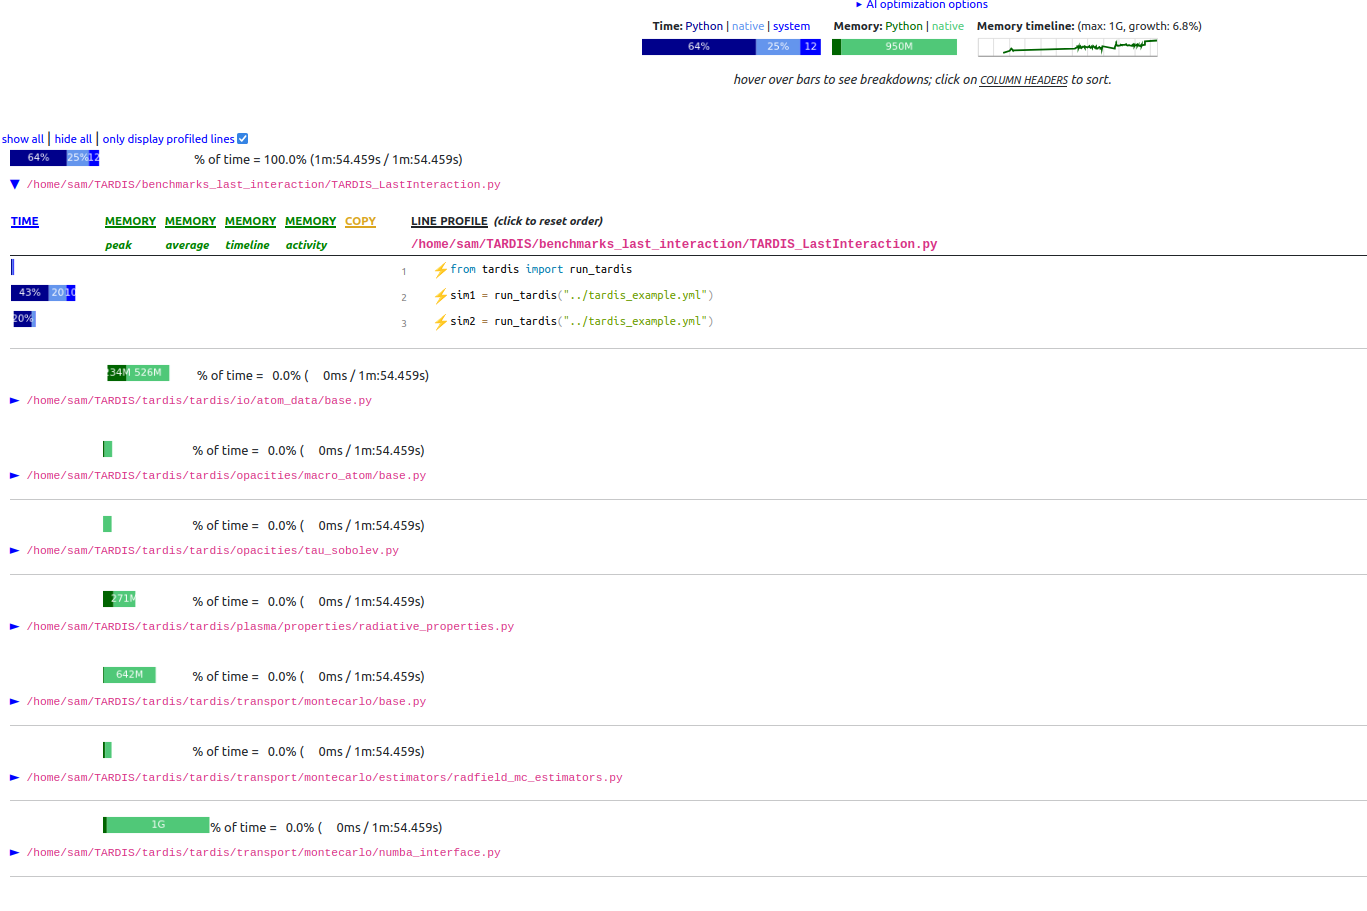 ▸ AI optimization options
Time: Python | native | system Memory: Python | native Memory timeline: (max: 1G, growth: 6.8%)
64% 25% 12 950M
hover over bars to see breakdowns; click on COLUMN HEADERS to sort.
show all | hide all | only display profiled lines
64% 25% 12 % of time = 100.0% (1m:54.459s / 1m:54.459s)
▼ /home/sam/TARDIS/benchmarks_last_interaction/TARDIS_LastInteraction.py
TIME MEMORY MEMORY MEMORY MEMORY COPY LINE PROFILE (click to reset order)
peak average timeline activity /home/sam/TARDIS/benchmarks_last_interaction/TARDIS_LastInteraction.py
1 ⚡from tardis import run_tardis
43% 20 10 2 ⚡sim1 = run_tardis("../tardis_example.yml")
20% 3 ⚡sim2 = run_tardis("../tardis_example.yml")
234M 526M % of time = 0.0% ( 0ms / 1m:54.459s)
► /home/sam/TARDIS/tardis/tardis/io/atom_data/base.py
% of time = 0.0% ( 0ms / 1m:54.459s)
► /home/sam/TARDIS/tardis/tardis/opacities/macro_atom/base.py
% of time = 0.0% ( 0ms / 1m:54.459s)
► /home/sam/TARDIS/tardis/tardis/opacities/tau_sobolev.py
271M % of time = 0.0% ( 0ms / 1m:54.459s)
► /home/sam/TARDIS/tardis/tardis/plasma/properties/radiative_properties.py
642M % of time = 0.0% ( 0ms / 1m:54.459s)
► /home/sam/TARDIS/tardis/tardis/transport/montecarlo/base.py
% of time = 0.0% ( 0ms / 1m:54.459s)
► /home/sam/TARDIS/tardis/tardis/transport/montecarlo/estimators/radfield_mc_estimators.py
1G % of time = 0.0% ( 0ms / 1m:54.459s)
► /home/sam/TARDIS/tardis/tardis/transport/montecarlo/numba_interface.py